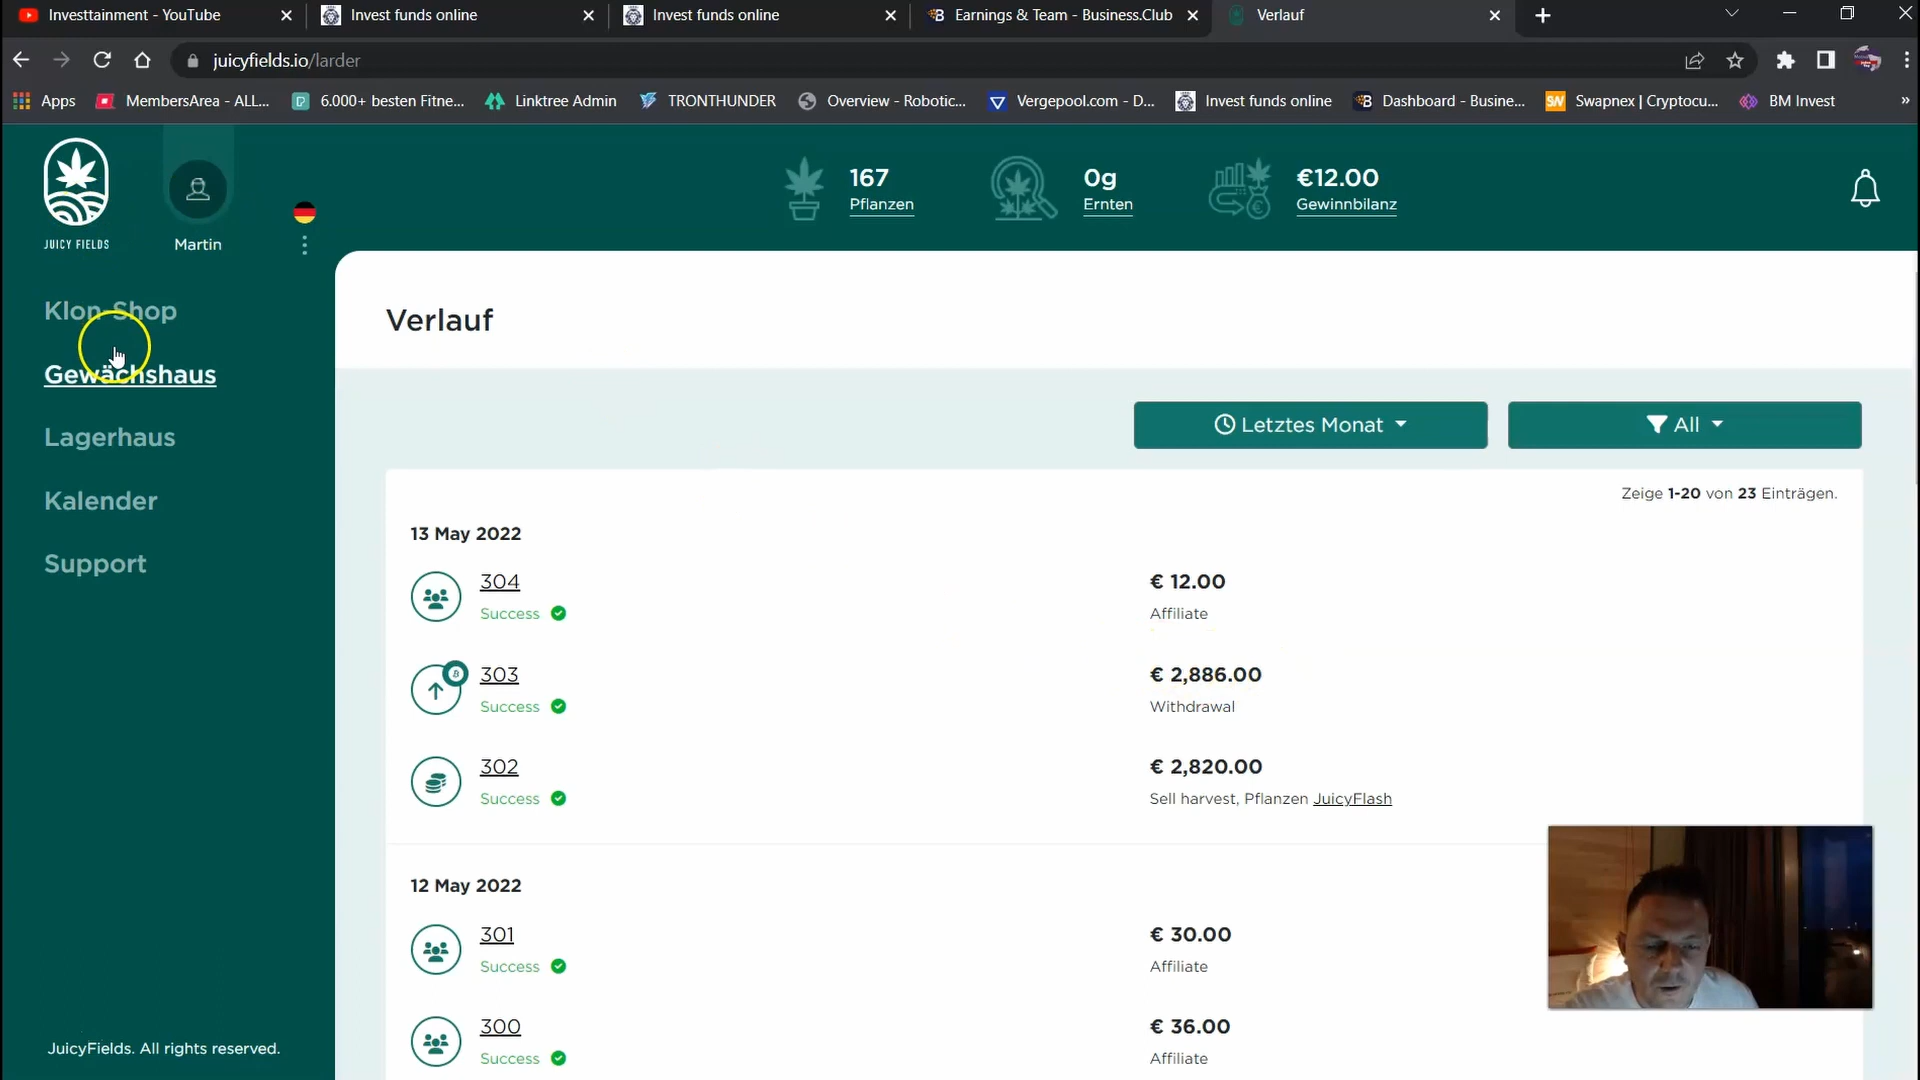 Investtainment - YouTube
Invest funds online
Invest funds online
Earnings & Team - Business.Club
Verlauf
juicyfields.io/larder
Apps
MembersArea - ALL...
6.000+ besten Fitne...
Linktree Admin
TRONTHUNDER
Overview - Robotic...
Vergepool.com - D...
Invest funds online
Dashboard - Busine...
Swapnex | Cryptocu...
BM Invest
»
JUICY FIELDS
Martin
167
Pflanzen
0g
Ernten
€12.00
Gewinnbilanz
Klon-Shop
Gewächshaus
Lagerhaus
Kalender
Support
JuicyFields. All rights reserved.
Verlauf
Letztes Monat
All
Zeige 1-20 von 23 Einträgen.
13 May 2022
304
Success
€ 12.00
Affiliate
303
Success
€ 2,886.00
Withdrawal
302
Success
€ 2,820.00
Sell harvest, Pflanzen JuicyFlash
12 May 2022
301
Success
€ 30.00
Affiliate
300
Success
€ 36.00
Affiliate